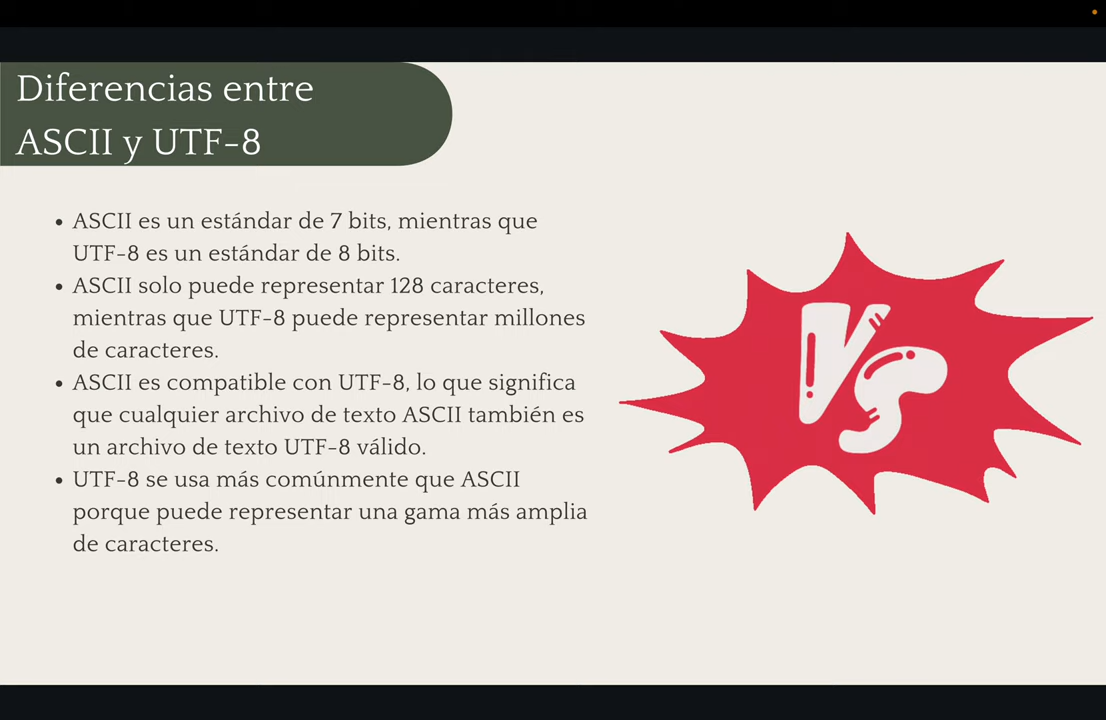 Diferencias entre
ASCII y UTF-8
• ASCII es un estándar de 7 bits, mientras que
UTF-8 es un estándar de 8 bits.
• ASCII solo puede representar 128 caracteres,
mientras que UTF-8 puede representar millones
de caracteres.
• ASCII es compatible con UTF-8, lo que significa
que cualquier archivo de texto ASCII también es
un archivo de texto UTF-8 válido.
• UTF-8 se usa más comúnmente que ASCII
porque puede representar una gama más amplia
de caracteres.
VS